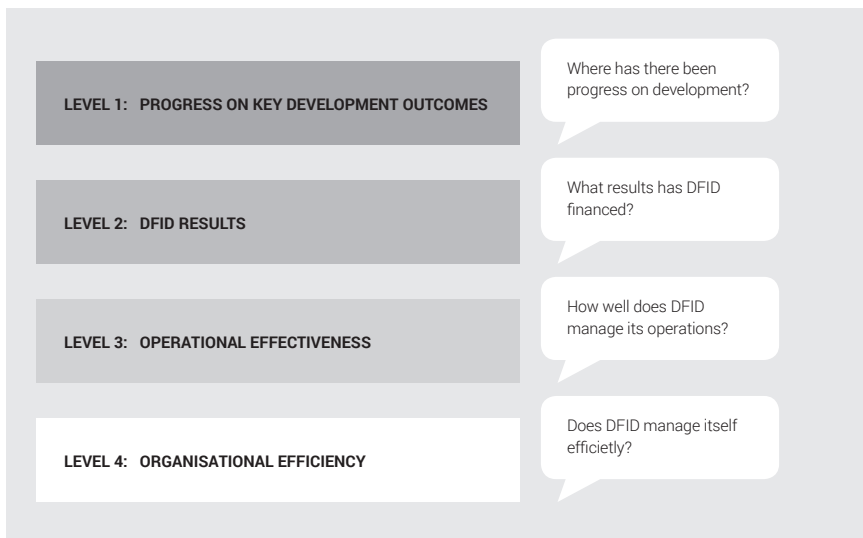 LEVEL 1: PROGRESS ON KEY DEVELOPMENT OUTCOMES
Where has there been
progress on development?
LEVEL 2: DFID RESULTS
What results has DFID
financed?
LEVEL 3: OPERATIONAL EFFECTIVENESS
How well does DFID
manage its operations?
LEVEL 4: ORGANISATIONAL EFFICIENCY
Does DFID manage itself
efficietly?